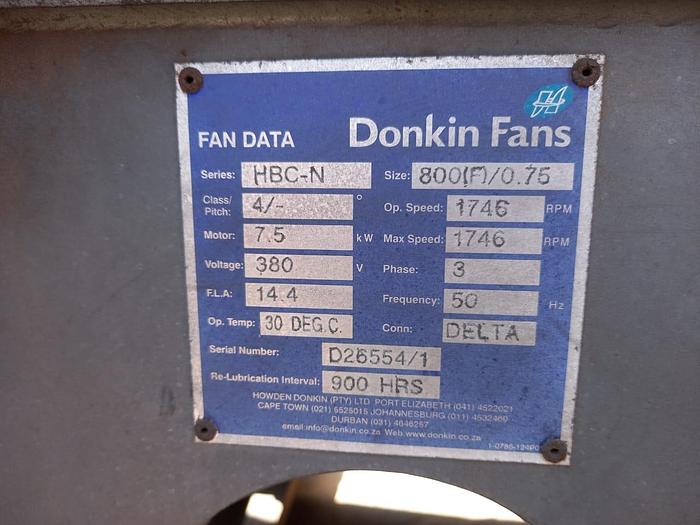 FAN DATA Donkin Fans
Series: HBC-N Size: 800(F)/0.75
Class/Pitch: 4/- ° Op. Speed: 1746 RPM
Motor: 7.5 kW Max Speed: 1746 RPM
Voltage: 380 V Phase: 3
F.L.A: 14.4 Frequency: 50 Hz
Op. Temp: 30 DEG.C. Conn: DELTA
Serial Number: D26554/1
Re-Lubrication Interval: 900 HRS
HOWDEN DONKIN (PTY) LTD PORT ELIZABETH (041) 4522021
CAPE TOWN (021) 5525015 JOHANNESBURG (011) 4532460
DURBAN (031) 4646257
email:info@donkin.co.za Web.www.donkin.co.za